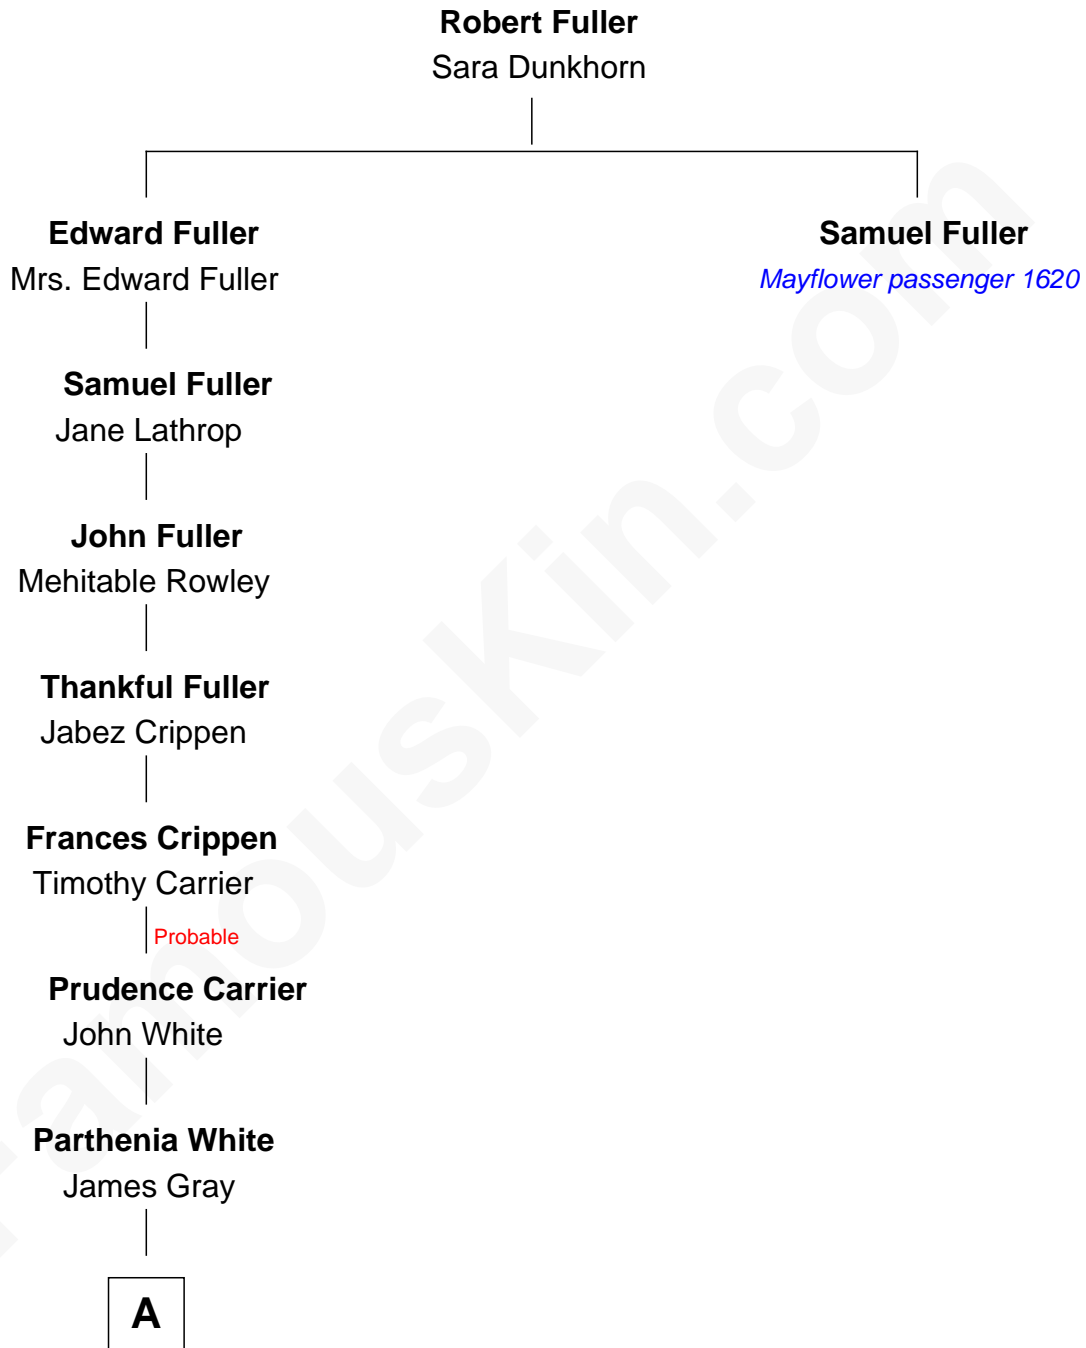 Robert Fuller
Sara Dunkhorn
Edward Fuller
Mrs. Edward Fuller
Samuel Fuller
Mayflower passenger 1620
Samuel Fuller
Jane Lathrop
John Fuller
Mehitable Rowley
Thankful Fuller
Jabez Crippen
Frances Crippen
Timothy Carrier
Probable
Prudence Carrier
John White
Parthenia White
James Gray
A
FamousKin.com